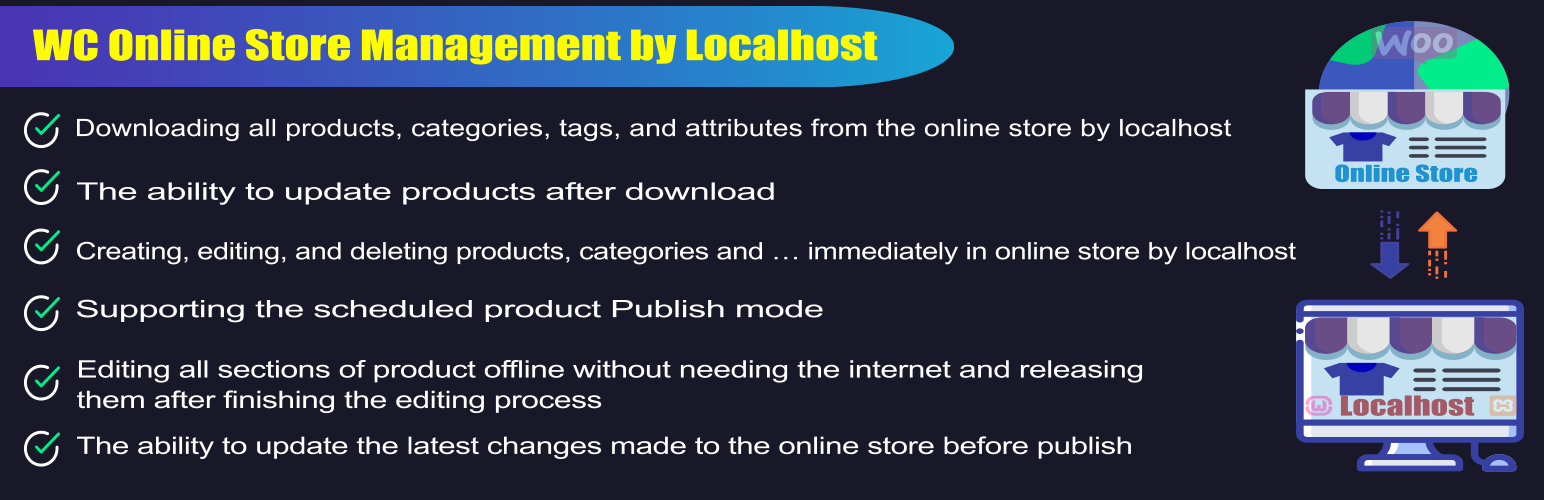 WC Online Store Management by Localhost
Woo
Downloading all products, categories, tags, and attributes from the online store by localhost
The ability to update products after download
Online Store
Creating, editing, and deleting products, categories and … immediately in online store by localhost
Supporting the scheduled product Publish mode
Editing all sections of product offline without needing the internet and releasing
them after finishing the editing process
Localhost
The ability to update the latest changes made to the online store before publish